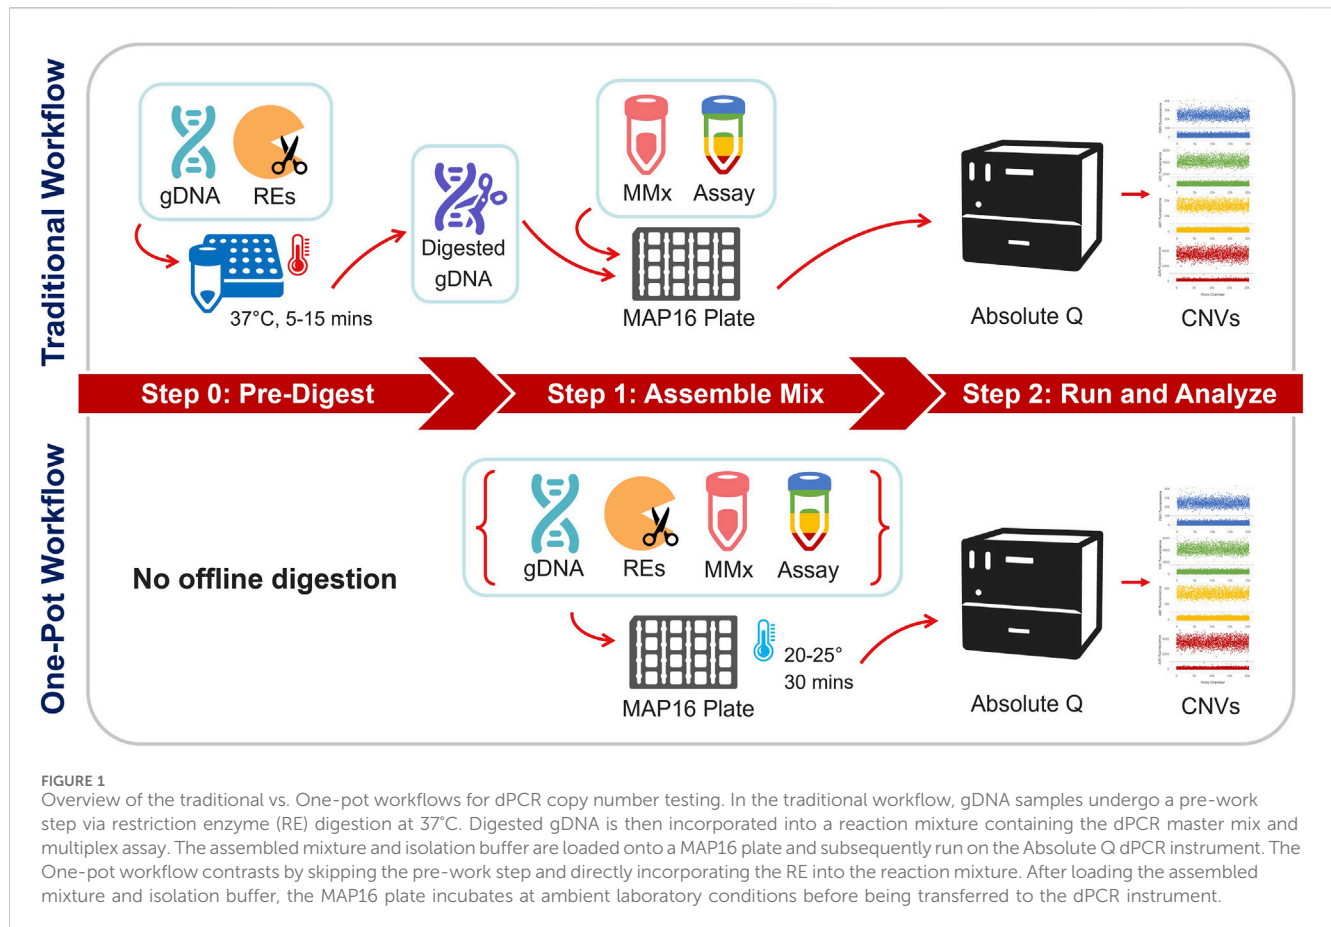 Traditional Workflow
gDNA
REs
37°C, 5-15 mins
Digested
gDNA
MMx
Assay
MAP16 Plate
Absolute Q
CNVs
Step 0: Pre-Digest
Step 1: Assemble Mix
Step 2: Run and Analyze
One-Pot Workflow
No offline digestion
gDNA
REs
MMx
Assay
MAP16 Plate
20-25°
30 mins
Absolute Q
CNVs
FIGURE 1
Overview of the traditional vs. One-pot workflows for dPCR copy number testing. In the traditional workflow, gDNA samples undergo a pre-work
step via restriction enzyme (RE) digestion at 37°C. Digested gDNA is then incorporated into a reaction mixture containing the dPCR master mix and
multiplex assay. The assembled mixture and isolation buffer are loaded onto a MAP16 plate and subsequently run on the Absolute Q dPCR instrument. The
One-pot workflow contrasts by skipping the pre-work step and directly incorporating the RE into the reaction mixture. After loading the assembled
mixture and isolation buffer, the MAP16 plate incubates at ambient laboratory conditions before being transferred to the dPCR instrument.